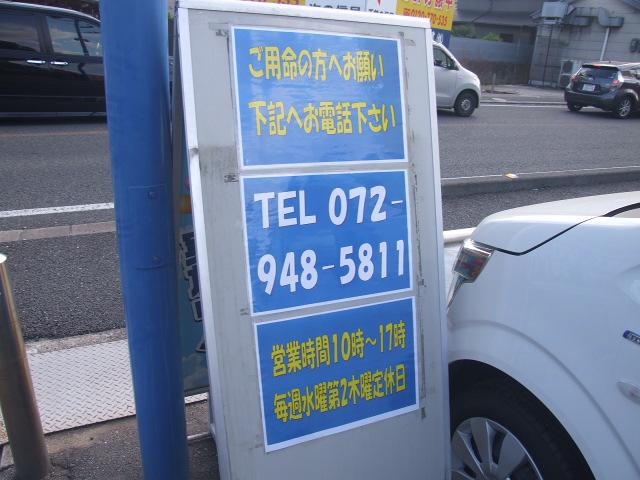 ご用命の方へお願い
下記へお電話下さい
TEL 072-
948-5811
営業時間10時～17時
毎週水曜第2木曜定休日